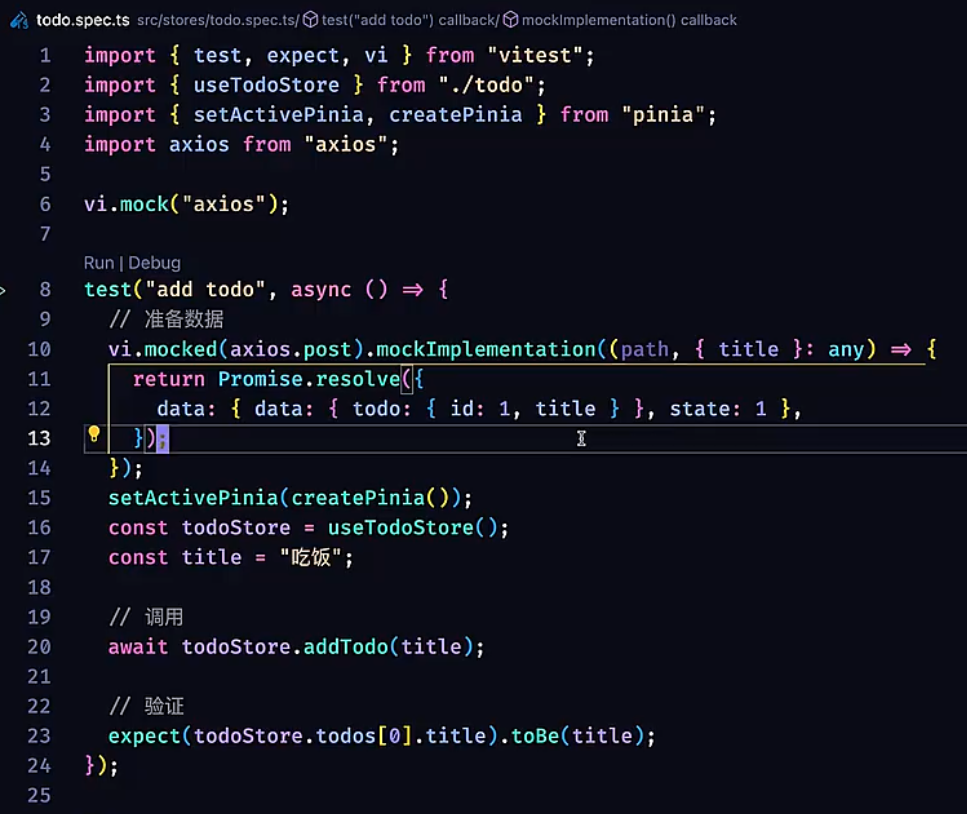 todo.spec.ts src/stores/todo.spec.ts/ test("add todo") callback/ mockImplementation() callback
1 import { test, expect, vi } from "vitest";
2 import { useTodoStore } from "./todo";
3 import { setActivePinia, createPinia } from "pinia";
4 import axios from "axios";
5
6 vi.mock("axios");
7
Run | Debug
8 test("add todo", async () => {
9 // 准备数据
10 vi.mocked(axios.post).mockImplementation((path, { title }: any) => {
11 return Promise.resolve({
12 data: { data: { todo: { id: 1, title } }, state: 1 },
13 });
14 });
15 setActivePinia(createPinia());
16 const todoStore = useTodoStore();
17 const title = "吃饭";
18
19 // 调用
20 await todoStore.addTodo(title);
21
22 // 验证
23 expect(todoStore.todos[0].title).toBe(title);
24 });
25